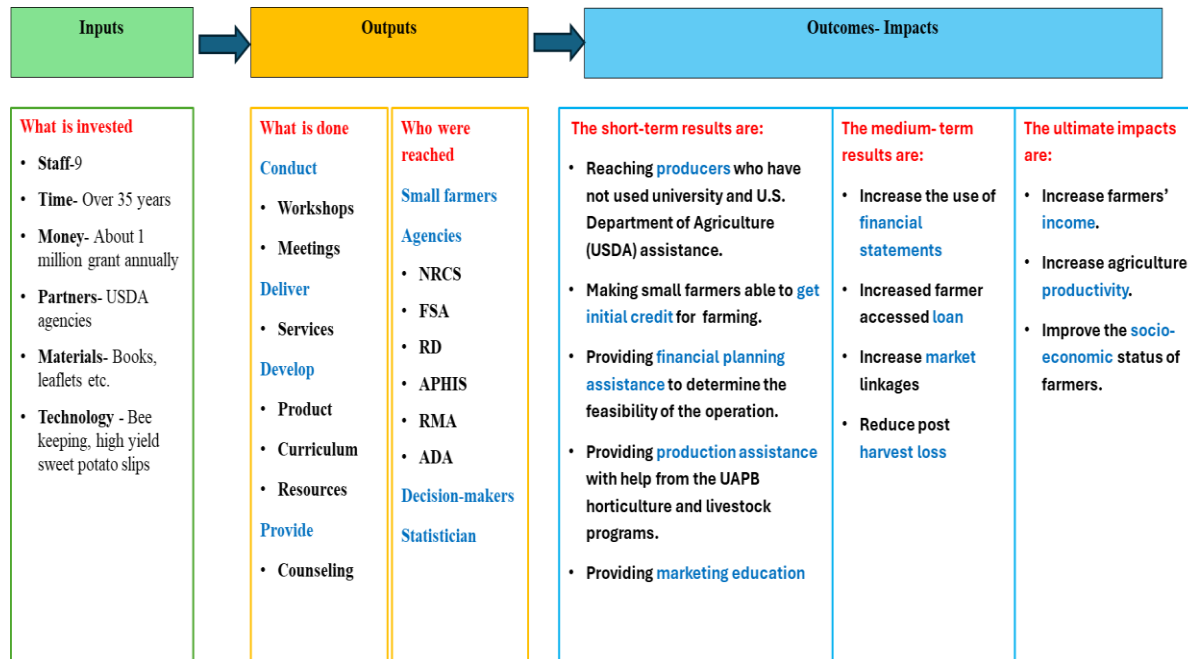 Inputs
Outputs
Outcomes- Impacts
What is invested
• Staff-9
• Time- Over 35 years
• Money- About 1
million grant annually
• Partners- USDA
agencies
• Materials- Books,
leaflets etc.
• Technology - Bee
keeping, high yield
sweet potato slips
What is done
Conduct
• Workshops
• Meetings
Deliver
• Services
Develop
• Product
• Curriculum
• Resources
Provide
• Counseling
Who were
reached
Small farmers
Agencies
• NRCS
• FSA
• RD
• APHIS
• RMA
• ADA
Decision-makers
Statistician
The short-term results are:
• Reaching producers who have
not used university and U.S.
Department of Agriculture
(USDA) assistance.
• Making small farmers able to get
initial credit for farming.
• Providing financial planning
assistance to determine the
feasibility of the operation.
• Providing production assistance
with help from the UAPB
horticulture and livestock
programs.
• Providing marketing education
The medium- term
results are:
• Increase the use of
financial
statements
• Increased farmer
accessed loan
• Increase market
linkages
• Reduce post
harvest loss
The ultimate impacts
are:
• Increase farmers’
income.
• Increase agriculture
productivity.
• Improve the socio-
economic status of
farmers.